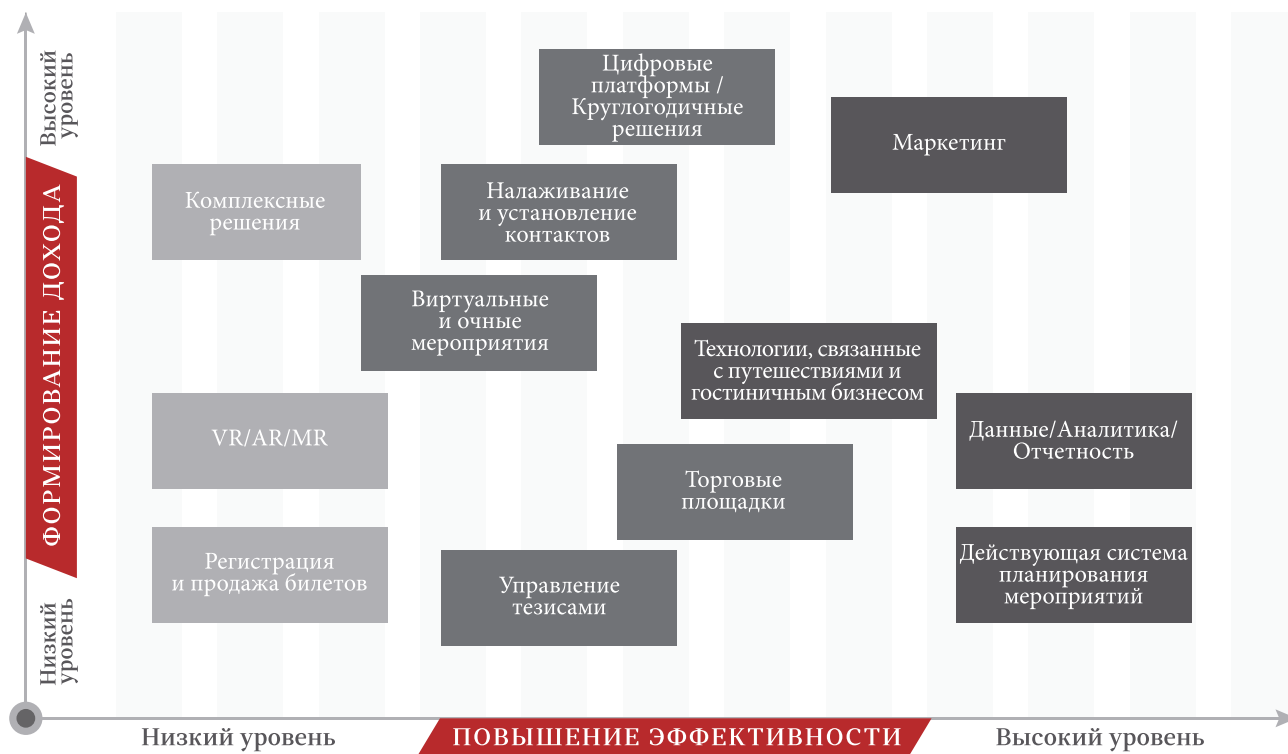 Высокий
уровень
ФОРМИРОВАНИЕ ДОХОДА
Низкий
уровень
Цифровые
платформы /
Круглогодичные
решения
Маркетинг
Комплексные
решения
Налаживание
и установление
контактов
Виртуальные
и очные
мероприятия
Технологии, связанные
с путешествиями и
гостиничным бизнесом
VR/AR/MR
Данные/Аналитика/
Отчетность
Торговые
площадки
Регистрация
и продажа билетов
Управление
тезисами
Действующая система
планирования
мероприятий
Низкий уровень
ПОВЫШЕНИЕ ЭФФЕКТИВНОСТИ
Высокий уровень